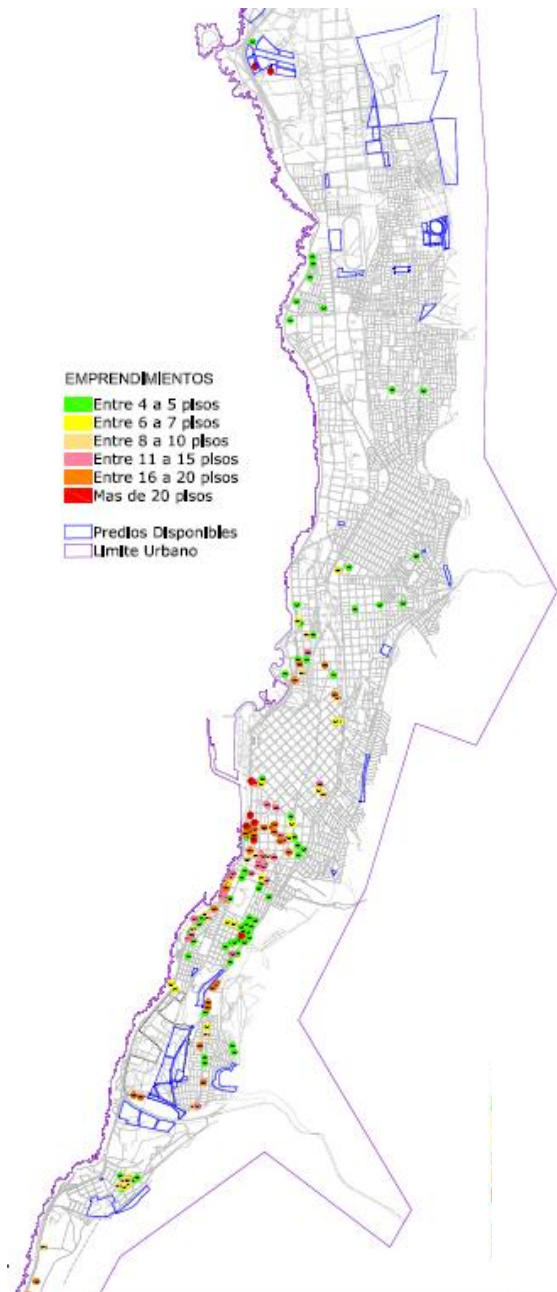 EMPRENDIMIENTOS
Entre 4 a 5 pisos
Entre 6 a 7 pisos
Entre 8 a 10 pisos
Entre 11 a 15 pisos
Entre 16 a 20 pisos
Mas de 20 pisos
Predios Disponibles
Limite Urbano